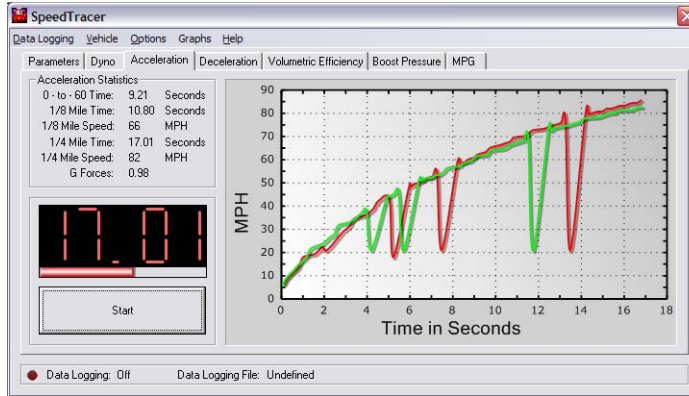 SpeedTracer
Data Logging Vehicle Options Graphs Help
Parameters Dyno Acceleration Deceleration Volumetric Efficiency Boost Pressure MPG
Acceleration Statistics
0 - to - 60 Time: 9.21 Seconds
1/8 Mile Time: 10.80 Seconds
1/8 Mile Speed: 66 MPH
1/4 Mile Time: 17.01 Seconds
1/4 Mile Speed: 82 MPH
G Forces: 0.98
17.01
Start
MPH
90
80
70
60
50
40
30
20
10
0
0 2 4 6 8 10 12 14 16 18
Time in Seconds
Data Logging: Off Data Logging File: Undefined